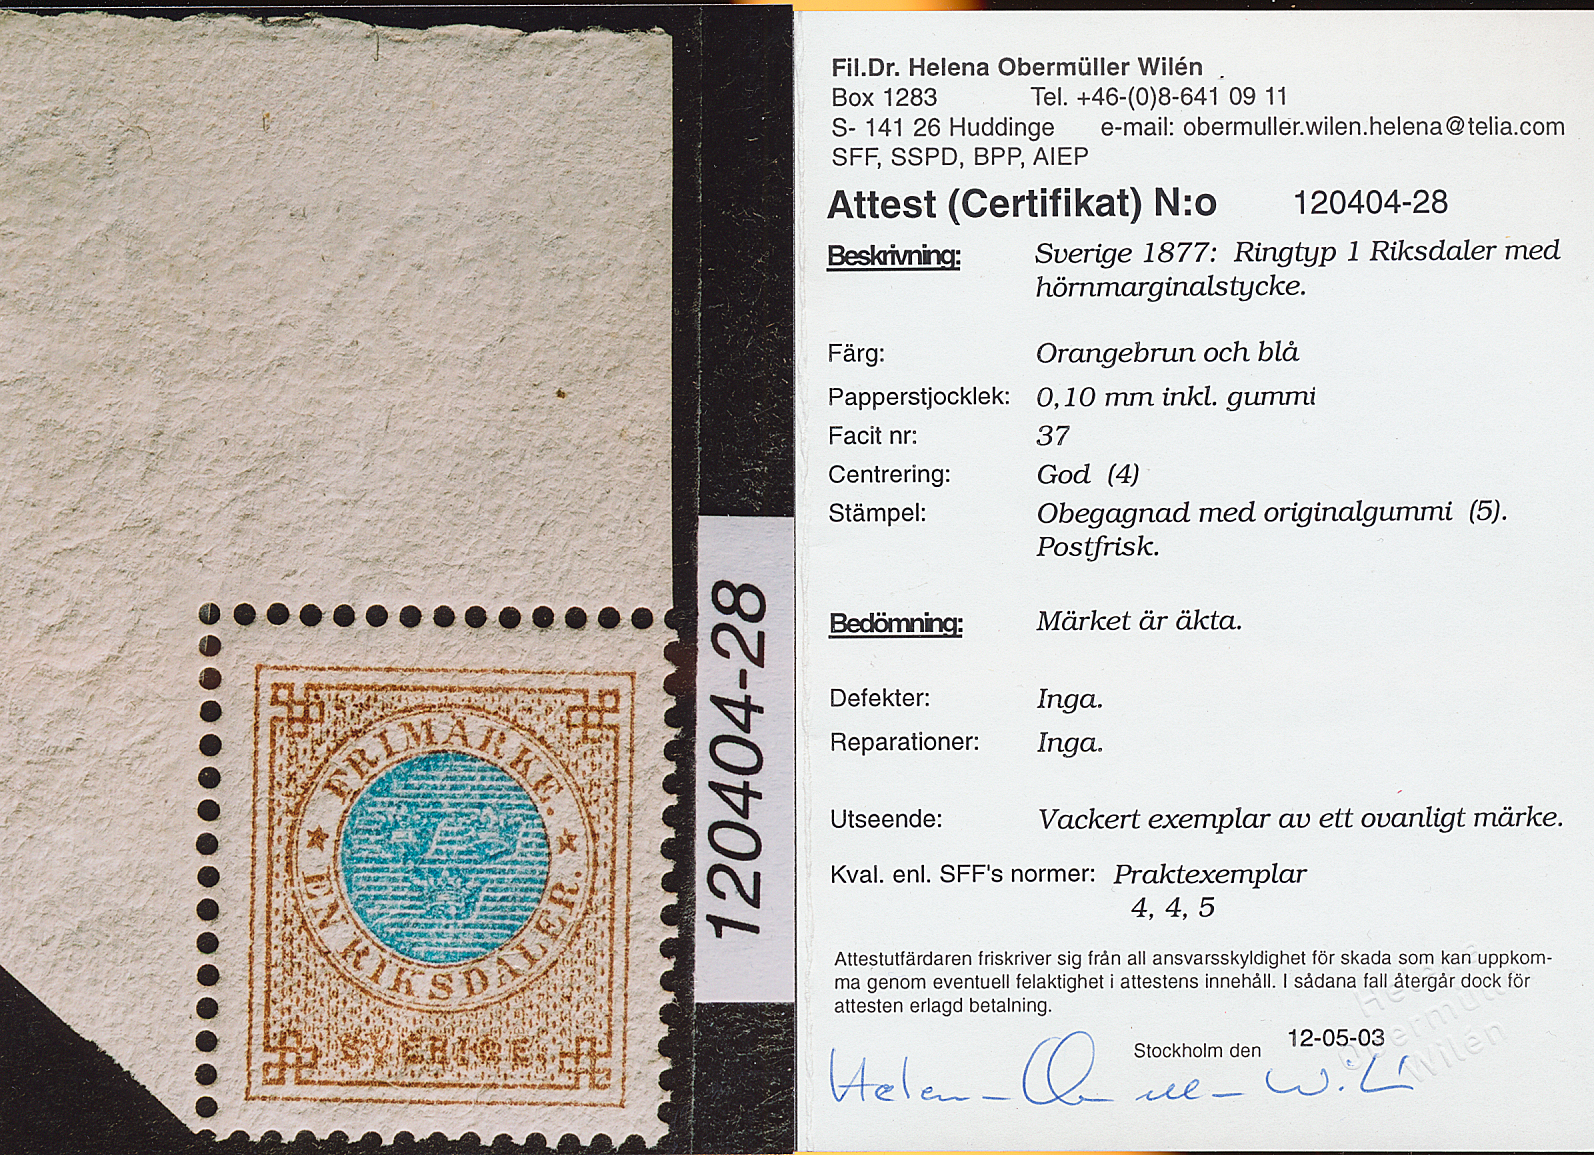 FRIMÄRKE.
EN RIKSDALER.
SVERIGE.
120404-28
Fil.Dr. Helena Obermüller Wilén
Box 1283 Tel. +46-(0)8-641 09 11
S- 141 26 Huddinge e-mail: obermuller.wilen.helena@telia.com
SFF, SSPD, BPP, AIEP
Attest (Certifikat) N:o 120404-28
Beskrivning: Sverige 1877: Ringtyp 1 Riksdaler med
hörnmarginalstycke.
Färg: Orangebrun och blå
Papperstjocklek: 0,10 mm inkl. gummi
Facit nr: 37
Centrering: God (4)
Stämpel: Obegagnad med originalgummi (5).
Postfrisk.
Bedömning: Märket är äkta.
Defekter: Inga.
Reparationer: Inga.
Utseende: Vackert exemplar av ett ovanligt märke.
Kval. enl. SFF's normer: Praktexemplar
4, 4, 5
Attestutfärdaren friskriver sig från all ansvarsskyldighet för skada som kan uppkom-
ma genom eventuell felaktighet i attestens innehåll. I sådana fall återgår dock för
attesten erlagd betalning.
Stockholm den 12-05-03
Helena
Obermüller
Wilén